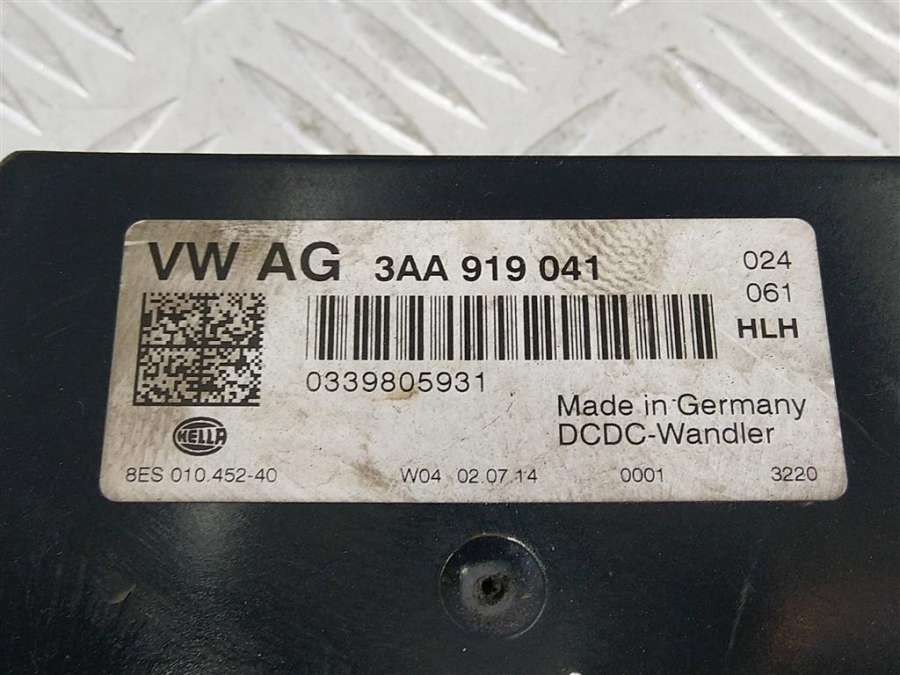 VW AG 3AA 919 041 024
061
HLH
0339805931
Made in Germany
HELLA DCDC-Wandler
8ES 010.452-40 W04 02.07.14 0001 3220